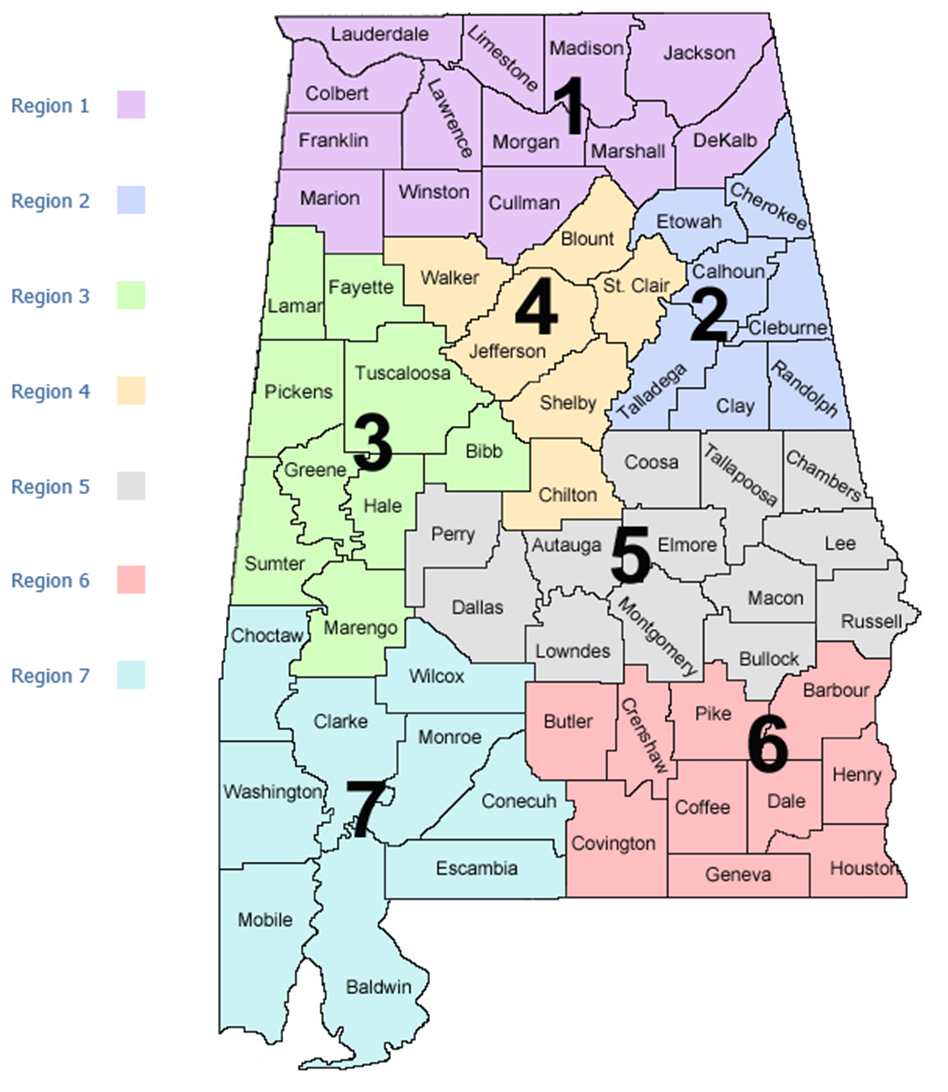 Region 1
Region 2
Region 3
Region 4
Region 5
Region 6
Region 7
Lauderdale
Limestone
Madison
Jackson
Colbert
Lawrence
1
Franklin
Morgan
Marshall
DeKalb
Marion
Winston
Cullman
Cherokee
Etowah
Blount
Walker
St. Clair
Calhoun
Lamar
Fayette
4
2
Cleburne
Jefferson
Tuscaloosa
Pickens
Shelby
Talladega
Clay
Randolph
3
Bibb
Greene
Coosa
Tallapoosa
Chambers
Hale
Chilton
Perry
Autauga
5
Elmore
Lee
Sumter
Dallas
Macon
Montgomery
Russell
Choctaw
Marengo
Lowndes
Bullock
Wilcox
Barbour
Clarke
Butler
Crenshaw
Pike
6
Monroe
Washington
7
Conecuh
Coffee
Dale
Henry
Covington
Escambia
Geneva
Houston
Mobile
Baldwin